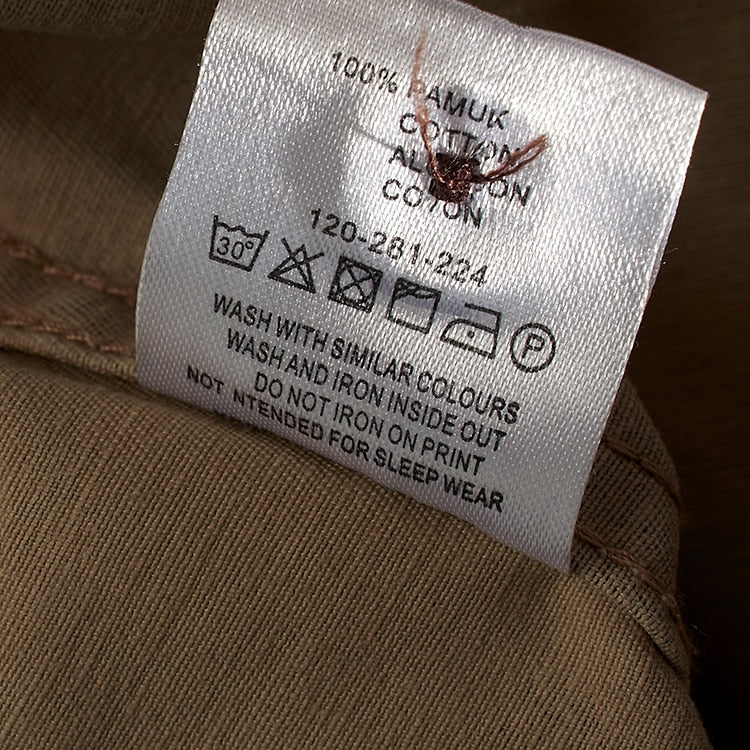 100% PAMUK
COTTON
COTON
120-281-224
30°
P
WASH WITH SIMILAR COLOURS
WASH AND IRON INSIDE OUT
DO NOT IRON ON PRINT
NOT NTENDED FOR SLEEP WEAR